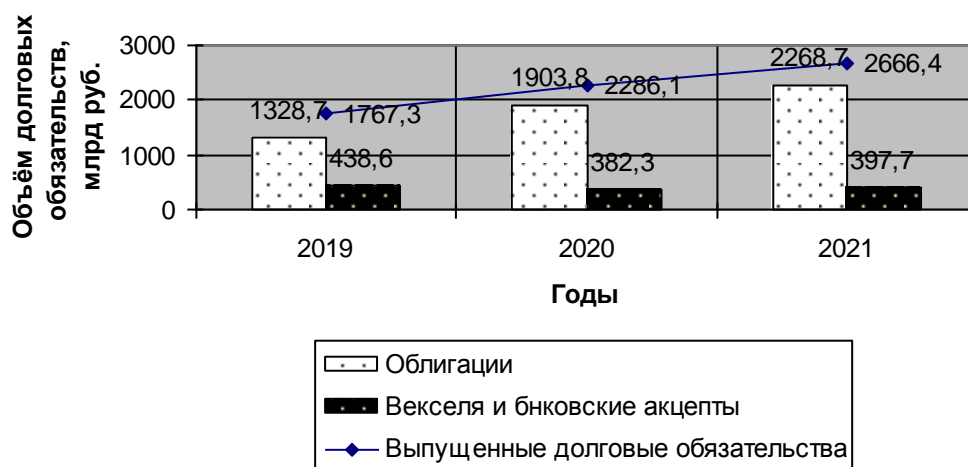 Объём долговых
обязательств,
млрд руб.
3000
2000
1000
0
1328,7
1767,3
438,6
1903,8
2286,1
382,3
2268,7
2666,4
397,7
2019
2020
2021
Годы
Облигации
Векселя и бнковские акцепты
Выпущенные долговые обязательства